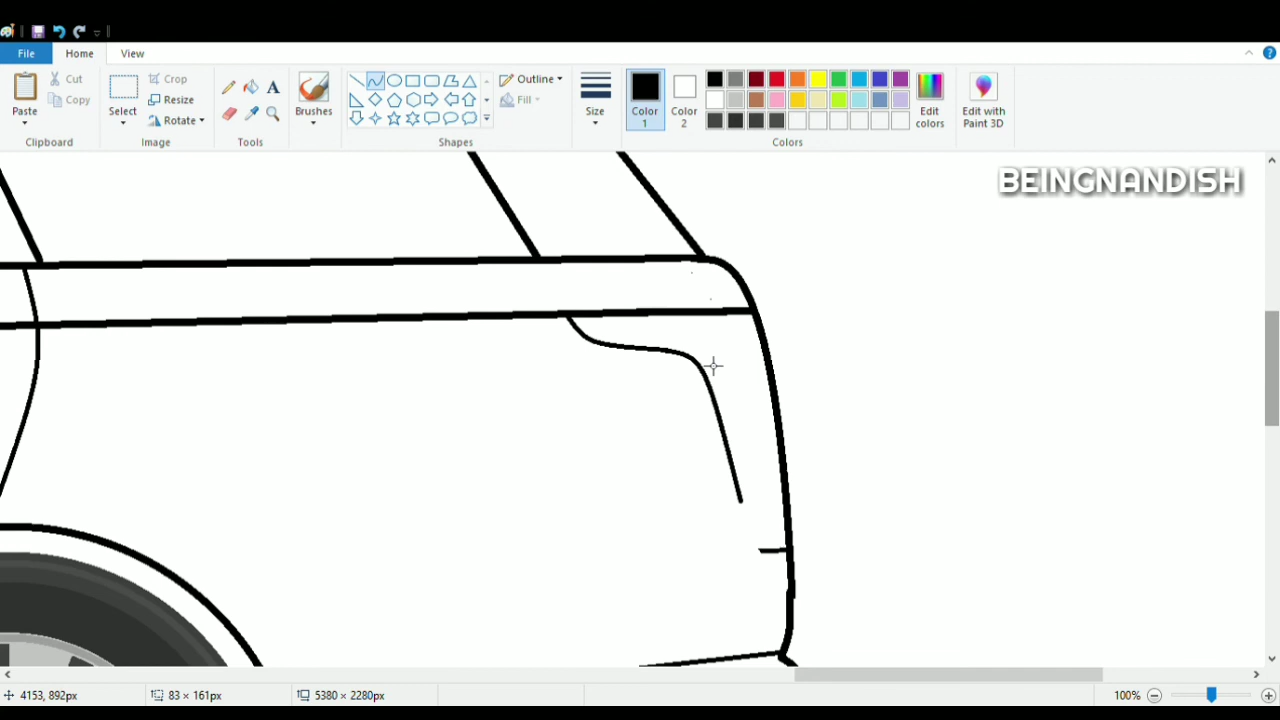 File Home View
Paste Cut Copy Select Crop Resize Rotate Brushes Outline Fill Size Color 1 Color 2 Edit colors Edit with Paint 3D
Clipboard Image Tools Shapes Colors
BEINGNANDISH
4153, 892px 83 × 161px 5380 × 2280px 100%